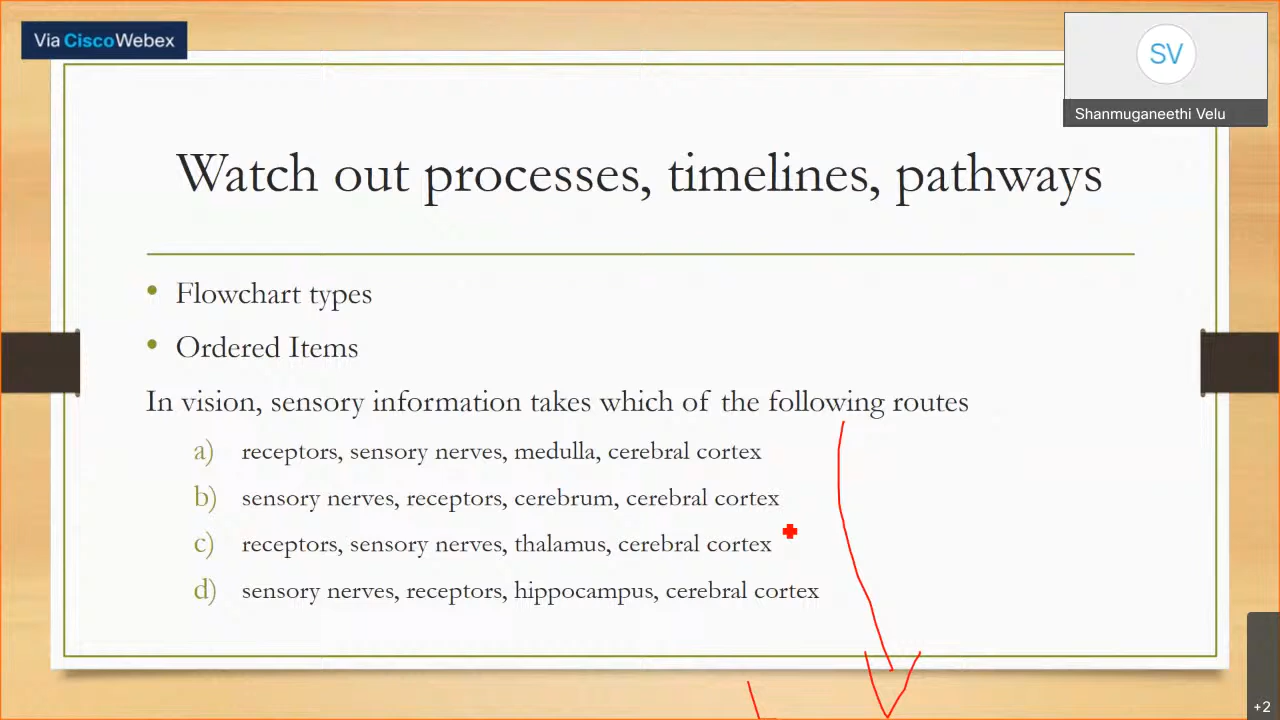 Via CiscoWebex
SV
Shanmuganeethi Velu
Watch out processes, timelines, pathways
• Flowchart types
• Ordered Items
In vision, sensory information takes which of the following routes
a) receptors, sensory nerves, medulla, cerebral cortex
b) sensory nerves, receptors, cerebrum, cerebral cortex
c) receptors, sensory nerves, thalamus, cerebral cortex
d) sensory nerves, receptors, hippocampus, cerebral cortex
+2